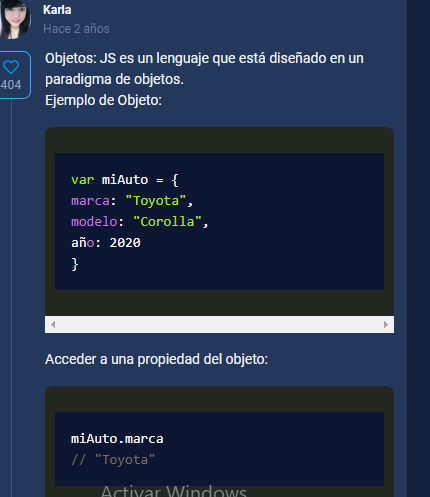 Karla
Hace 2 años
404
Objetos: JS es un lenguaje que está diseñado en un
paradigma de objetos.
Ejemplo de Objeto:
var miAuto = {
marca: "Toyota",
modelo: "Corolla",
año: 2020
}
Acceder a una propiedad del objeto:
miAuto.marca
// "Toyota"
Activar Windows